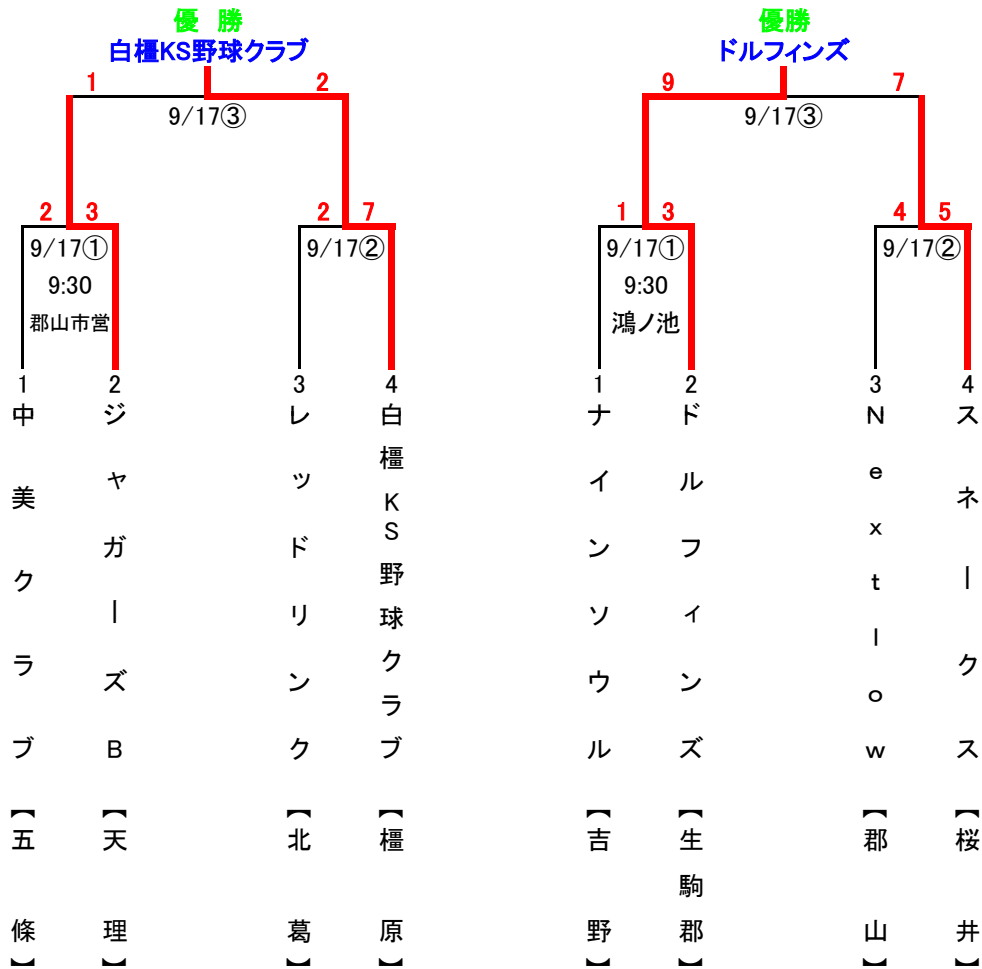 優 勝
白橿KS野球クラブ
1 2
9/17③
2 3
9/17①
9:30
郡山市営
2 7
9/17②
1
中美クラブ【五條】
2
ジャガーズB【天理】
3
レッドリンク【北葛】
4
白橿KS野球クラブ【橿原】
優勝
ドルフィンズ
9 7
9/17③
1 3
9/17①
9:30
鴻ノ池
4 5
9/17②
1
ナインソウル【吉野】
2
ドルフィンズ【生駒郡】
3
Ｎｅｘｔｌｏｗ【郡山】
4
スネークス【桜井】